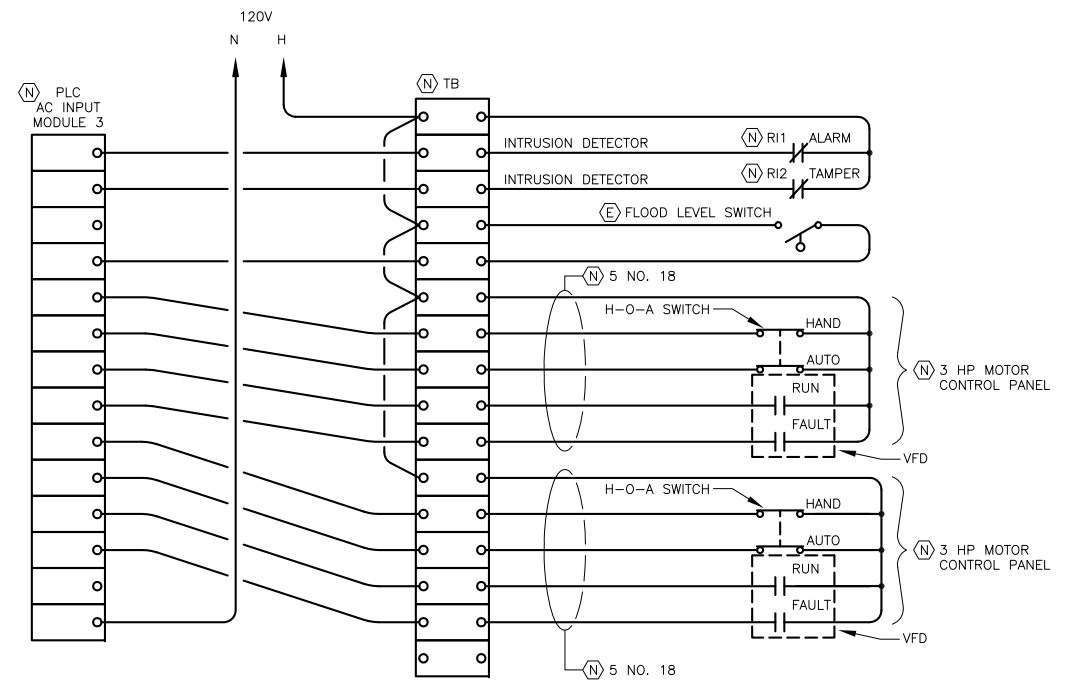 120V
N H
N TB
N PLC
AC INPUT
MODULE 3
INTRUSION DETECTOR N RI1 ALARM
INTRUSION DETECTOR N RI2 TAMPER
E FLOOD LEVEL SWITCH
N 5 NO. 18
H-O-A SWITCH
HAND
AUTO
RUN
FAULT
VFD
N 3 HP MOTOR
CONTROL PANEL
H-O-A SWITCH
HAND
AUTO
RUN
FAULT
VFD
N 3 HP MOTOR
CONTROL PANEL
N 5 NO. 18